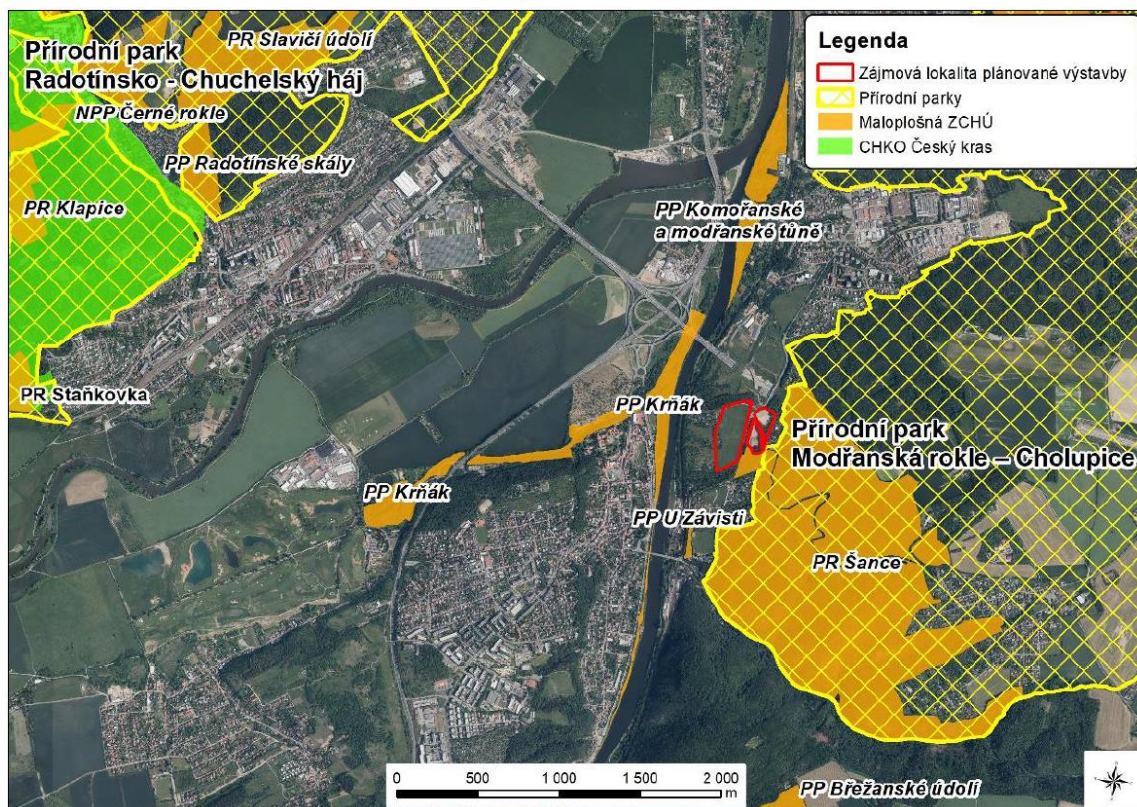 Přírodní park
Radotínsko - Chuchelský háj
PR Slavičí údolí
NPP Černé rokle
PP Radotínské skály
PR Klapice
PR Staňkovka
Legenda
Zájmová lokalita plánované výstavby
Přírodní parky
Maloplošná ZCHÚ
CHKO Český kras
PP Komořanské
a modřanské tůně
PP Krňák
PP Krňák
Přírodní park
Modřanská rokle – Cholupice
PP U Závisti
PR Šance
0 500 1 000 2 000
m
PP Břežanské údolí